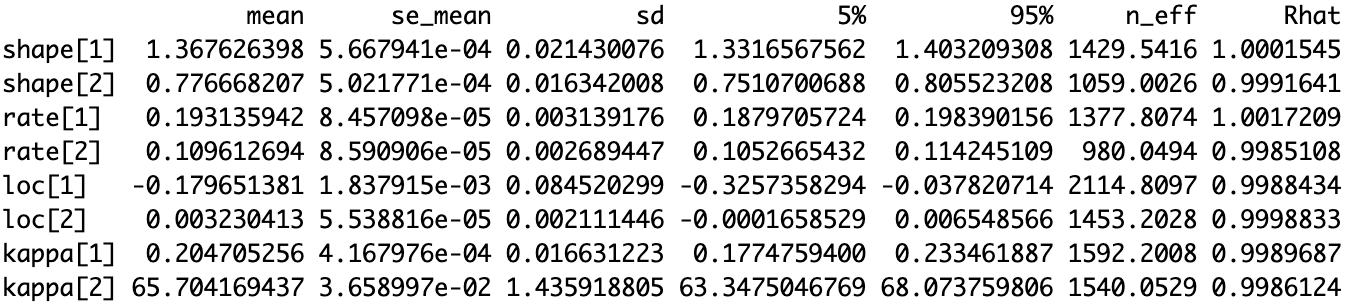 mean se_mean sd 5% 95% n_eff Rhat
shape[1] 1.367626398 5.667941e-04 0.021430076 1.3316567562 1.403209308 1429.5416 1.0001545
shape[2] 0.776668207 5.021771e-04 0.016342008 0.7510700688 0.805523208 1059.0026 0.9991641
rate[1] 0.193135942 8.457098e-05 0.003139176 0.1879705724 0.198390156 1377.8074 1.0017209
rate[2] 0.109612694 8.590906e-05 0.002689447 0.1052665432 0.114245109 980.0494 0.9985108
loc[1] -0.179651381 1.837915e-03 0.084520299 -0.3257358294 -0.037820714 2114.8097 0.9988434
loc[2] 0.003230413 5.538816e-05 0.002111446 -0.0001658529 0.006548566 1453.2028 0.9998833
kappa[1] 0.204705256 4.167976e-04 0.016631223 0.1774759400 0.233461887 1592.2008 0.9989687
kappa[2] 65.704169437 3.658997e-02 1.435918805 63.3475046769 68.073759806 1540.0529 0.9986124